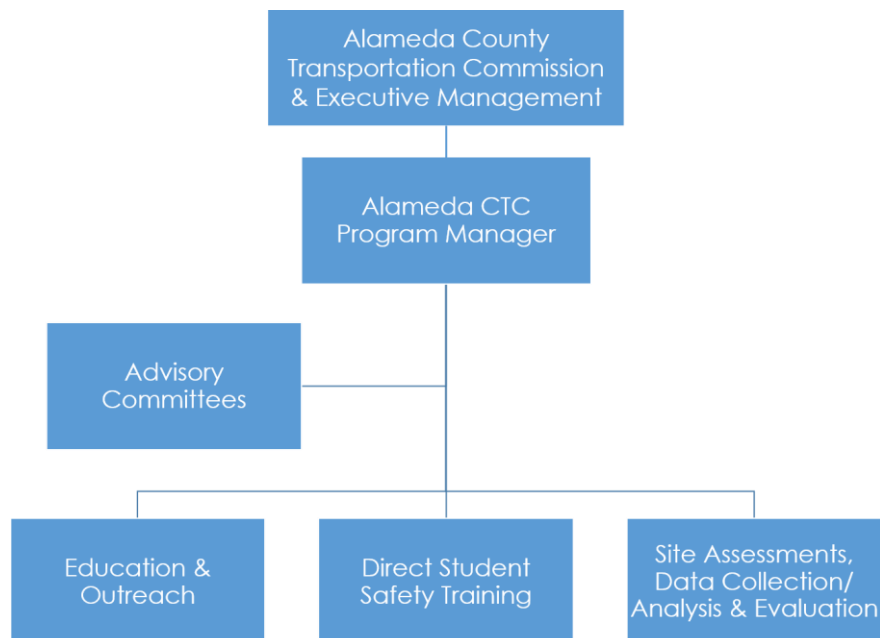 Alameda County
Transportation Commission
& Executive Management
Alameda CTC
Program Manager
Advisory
Committees
Education &
Outreach
Direct Student
Safety Training
Site Assessments,
Data Collection/
Analysis & Evaluation